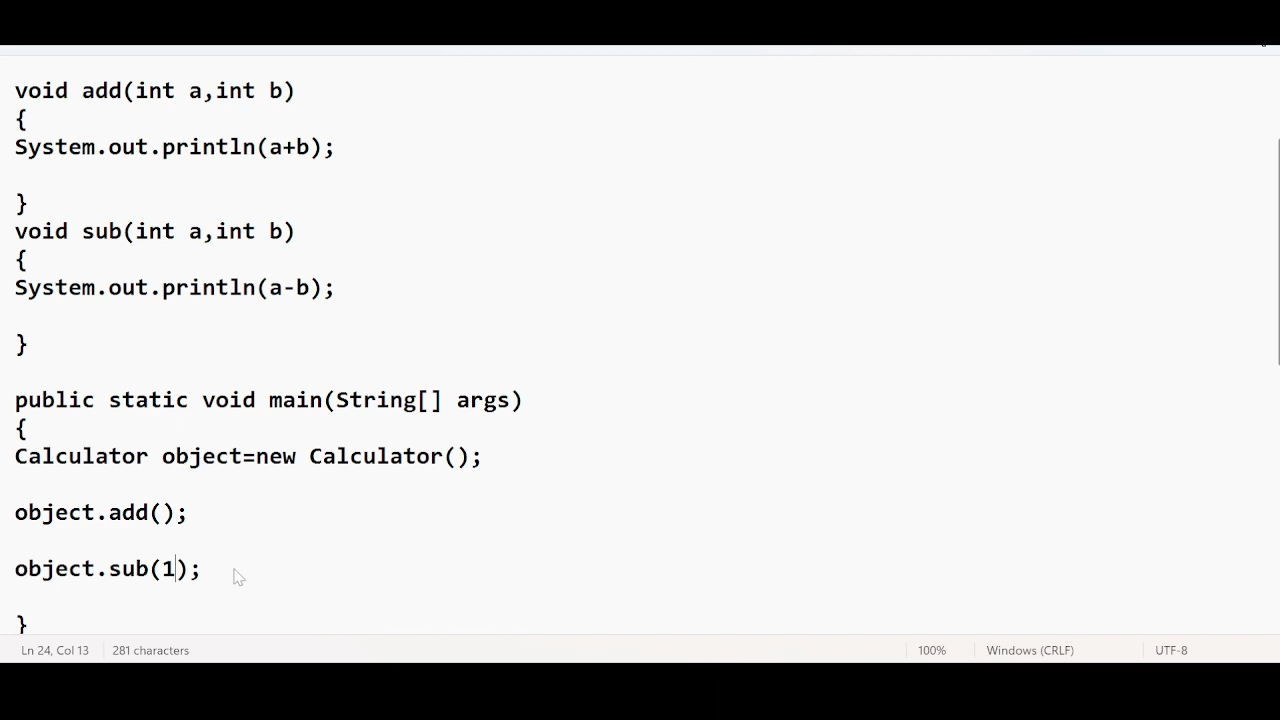 void add(int a,int b)
{
System.out.println(a+b);
}
void sub(int a,int b)
{
System.out.println(a-b);
}
public static void main(String[] args)
{
Calculator object=new Calculator();
object.add();
object.sub(1);
}
Ln 24, Col 13 281 characters 100% Windows (CRLF) UTF-8